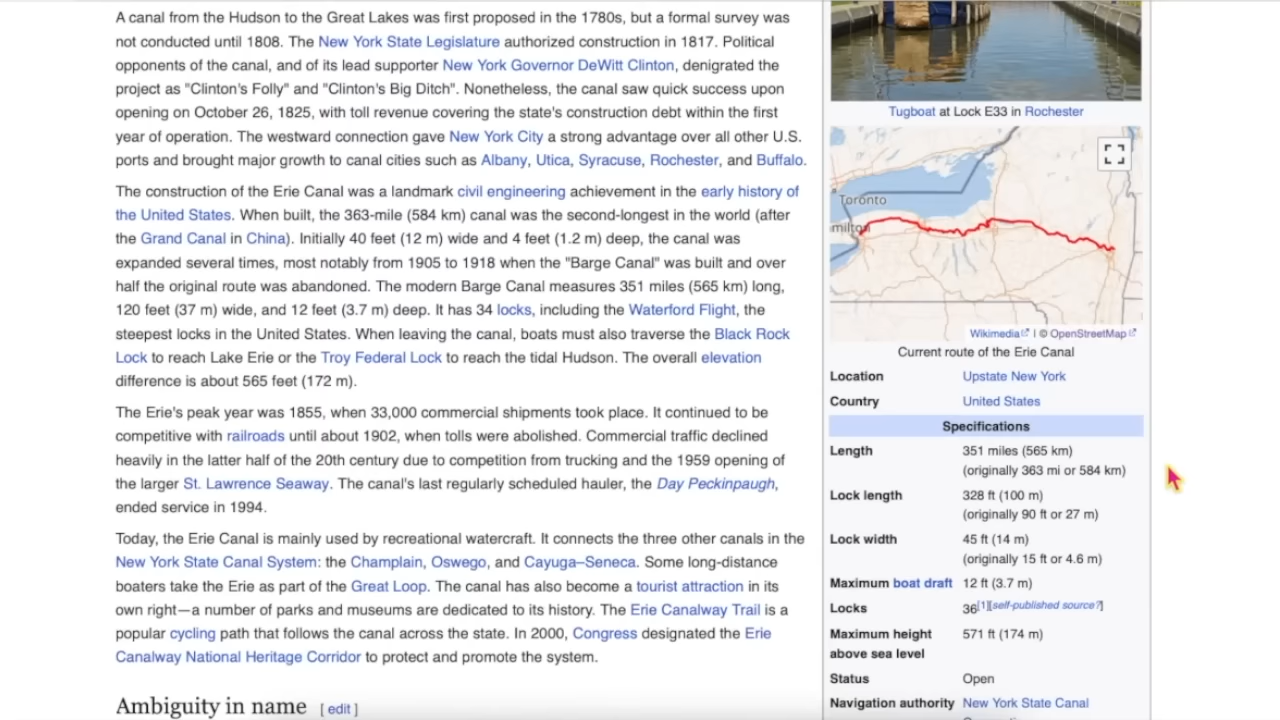 A canal from the Hudson to the Great Lakes was first proposed in the 1780s, but a formal survey was
not conducted until 1808. The New York State Legislature authorized construction in 1817. Political
opponents of the canal, and of its lead supporter New York Governor DeWitt Clinton, denigrated the
project as "Clinton's Folly" and "Clinton's Big Ditch". Nonetheless, the canal saw quick success upon
opening on October 26, 1825, with toll revenue covering the state's construction debt within the first
year of operation. The westward connection gave New York City a strong advantage over all other U.S.
ports and brought major growth to canal cities such as Albany, Utica, Syracuse, Rochester, and Buffalo.
The construction of the Erie Canal was a landmark civil engineering achievement in the early history of
the United States. When built, the 363-mile (584 km) canal was the second-longest in the world (after
the Grand Canal in China). Initially 40 feet (12 m) wide and 4 feet (1.2 m) deep, the canal was
expanded several times, most notably from 1905 to 1918 when the "Barge Canal" was built and over
half the original route was abandoned. The modern Barge Canal measures 351 miles (565 km) long,
120 feet (37 m) wide, and 12 feet (3.7 m) deep. It has 34 locks, including the Waterford Flight, the
steepest locks in the United States. When leaving the canal, boats must also traverse the Black Rock
Lock to reach Lake Erie or the Troy Federal Lock to reach the tidal Hudson. The overall elevation
difference is about 565 feet (172 m).
The Erie's peak year was 1855, when 33,000 commercial shipments took place. It continued to be
competitive with railroads until about 1902, when tolls were abolished. Commercial traffic declined
heavily in the latter half of the 20th century due to competition from trucking and the 1959 opening of
the larger St. Lawrence Seaway. The canal's last regularly scheduled hauler, the Day Peckinpaugh,
ended service in 1994.
Today, the Erie Canal is mainly used by recreational watercraft. It connects the three other canals in the
New York State Canal System: the Champlain, Oswego, and Cayuga–Seneca. Some long-distance
boaters take the Erie as part of the Great Loop. The canal has also become a tourist attraction in its
own right—a number of parks and museums are dedicated to its history. The Erie Canalway Trail is a
popular cycling path that follows the canal across the state. In 2000, Congress designated the Erie
Canalway National Heritage Corridor to protect and promote the system.
Ambiguity in name [ edit ]
Tugboat at Lock E33 in Rochester
Toronto
milton
Wikimedia | © OpenStreetMap
Current route of the Erie Canal
Location Upstate New York
Country United States
Specifications
Length 351 miles (565 km)
(originally 363 mi or 584 km)
Lock length 328 ft (100 m)
(originally 90 ft or 27 m)
Lock width 45 ft (14 m)
(originally 15 ft or 4.6 m)
Maximum boat draft 12 ft (3.7 m)
Locks 36[1][self-published source?]
Maximum height 571 ft (174 m)
above sea level
Status Open
Navigation authority New York State Canal